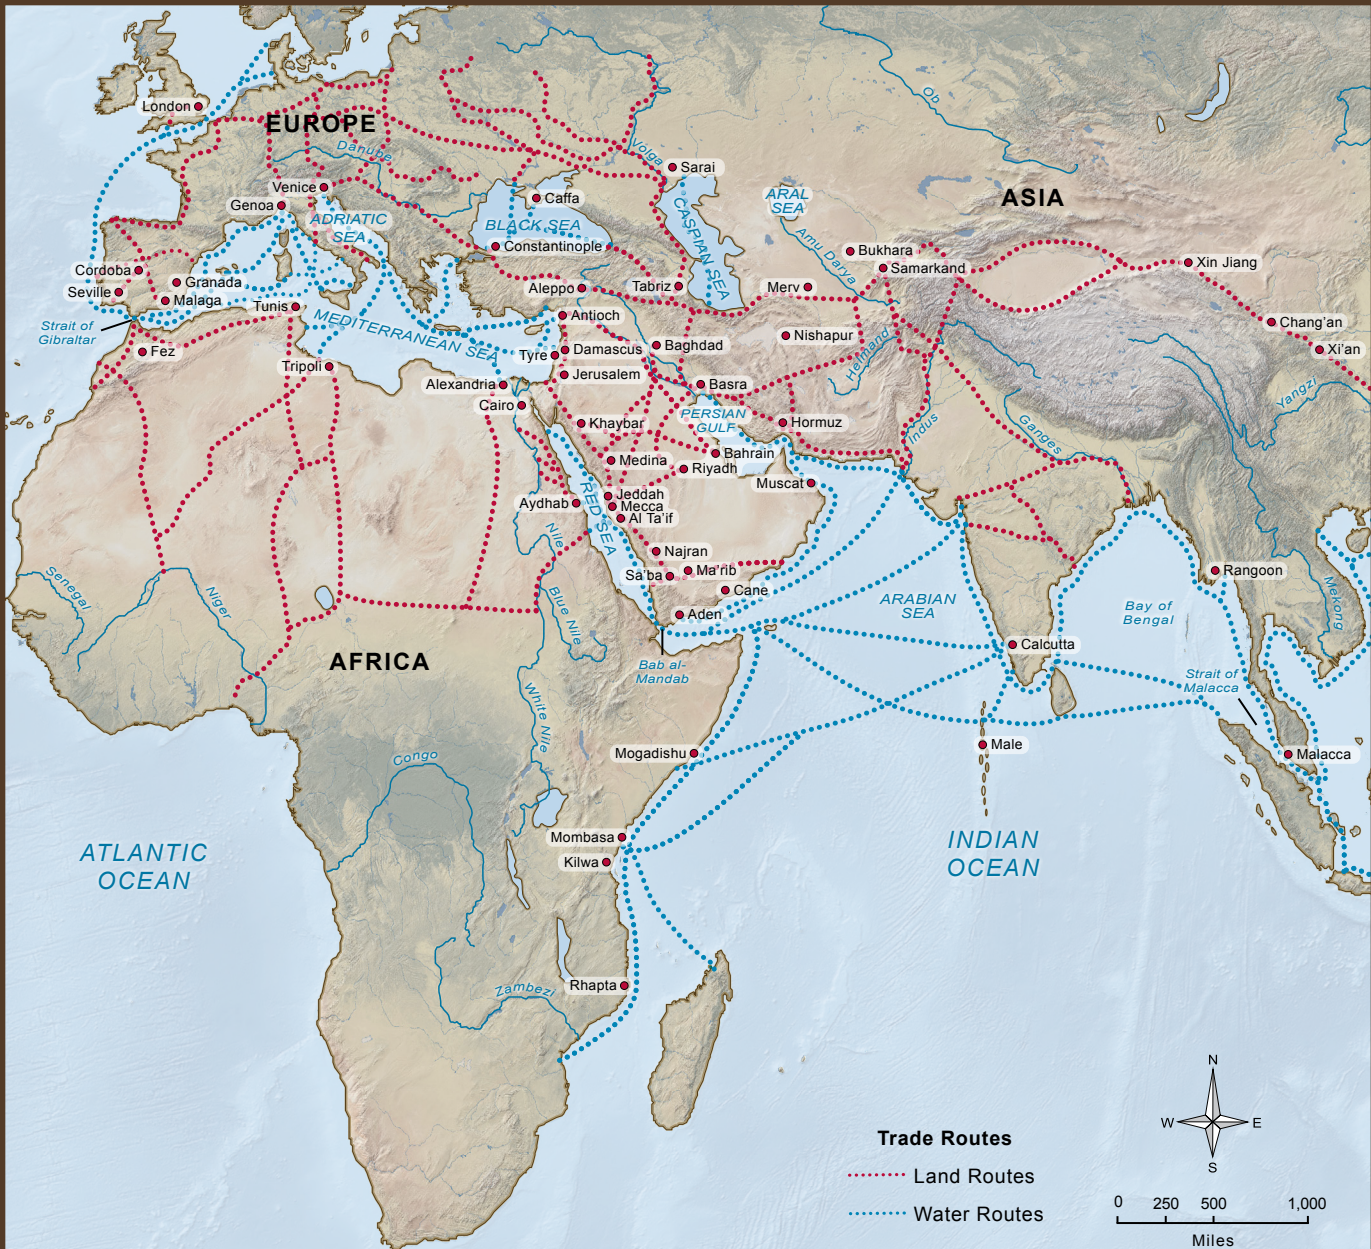 London
EUROPE
Ob
Danube
Volga
Sarai
Venice
Caffa
ARAL
SEA
ASIA
Genoa
ADRIATIC
SEA
BLACK SEA
CASPIAN SEA
Constantinople
Amu Darya
Bukhara
Samarkand
Xin Jiang
Cordoba
Granada
Seville
Malaga
Aleppo
Tabriz
Merv
Tunis
Strait of
Gibraltar
MEDITERRANEAN SEA
Antioch
Chang'an
Nishapur
Helmand
Fez
Tyre
Damascus
Baghdad
Xi'an
Tripoli
Jerusalem
Alexandria
Basra
Yangzi
Cairo
PERSIAN
GULF
Khaybar
Hormuz
Indus
Ganges
Medina
Bahrain
Riyadh
Muscat
Aydhab
RED SEA
Jeddah
Mecca
Al Ta'if
Nile
Najran
Sa'ba
Ma'rib
Cane
Rangoon
Senegal
Niger
Blue Nile
Aden
ARABIAN
SEA
Bay of
Bengal
Mekong
AFRICA
Bab al-
Mandab
Calcutta
Strait of
Malacca
White Nile
Mogadishu
Male
Malacca
Congo
ATLANTIC
OCEAN
Mombasa
Kilwa
INDIAN
OCEAN
Rhapta
Zambezi
N
W
E
S
Trade Routes
Land Routes
Water Routes
0 250 500 1,000
Miles